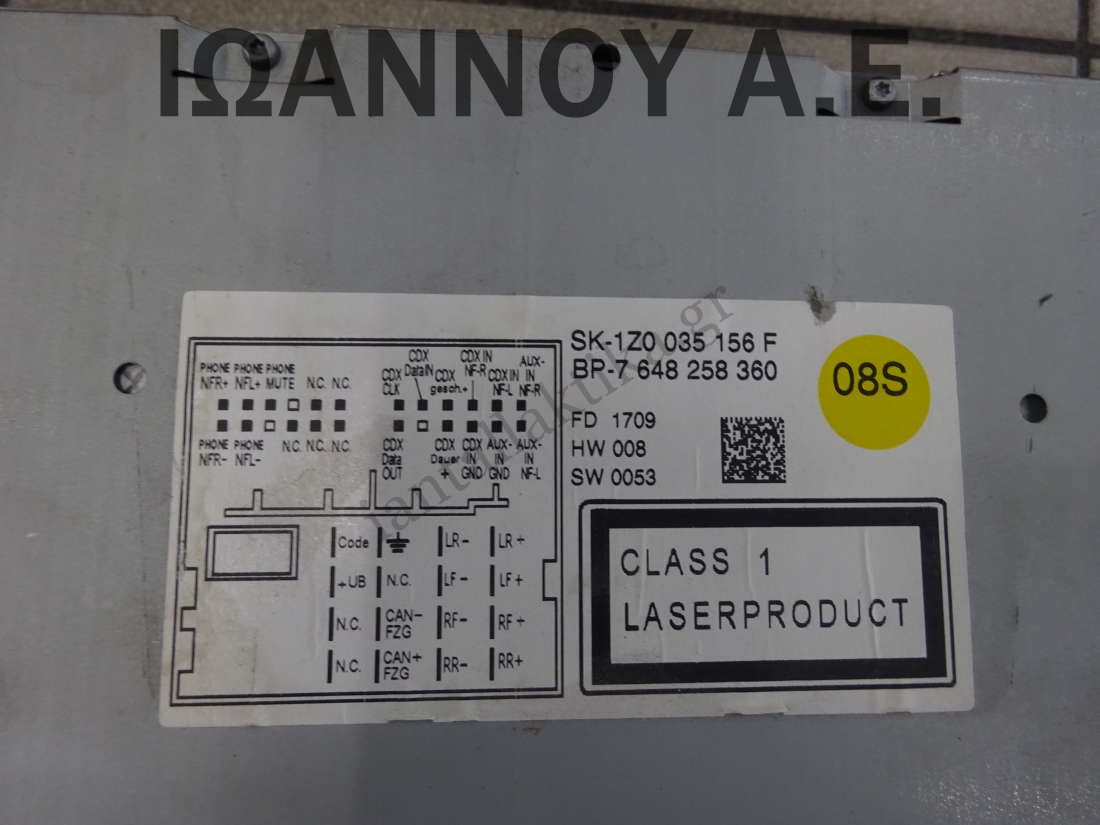 ΙΩΑΝΝΟΥ Α.Ε.
iantallaktika.gr
SK-1Z0 035 156 F
BP-7 648 258 360
08S
FD 1709
HW 008
SW 0053
CLASS 1
LASERPRODUCT
PHONE PHONE PHONE
NFR+ NFL+ MUTE N.C. N.C.
PHONE PHONE N.C. N.C. N.C.
NFR- NFL-
CDX CLK
CDX DataIN
CDX gesch.+
CDX IN NF-R
CDX IN NF-L
AUX-IN NF-R
CDX Data OUT
CDX Dauer +
CDX IN GND
AUX-IN GND
AUX-IN NF-L
Code LR- LR+
+UB N.C. LF- LF+
N.C. CAN- FZG RF- RF+
N.C. CAN+ FZG RR- RR+